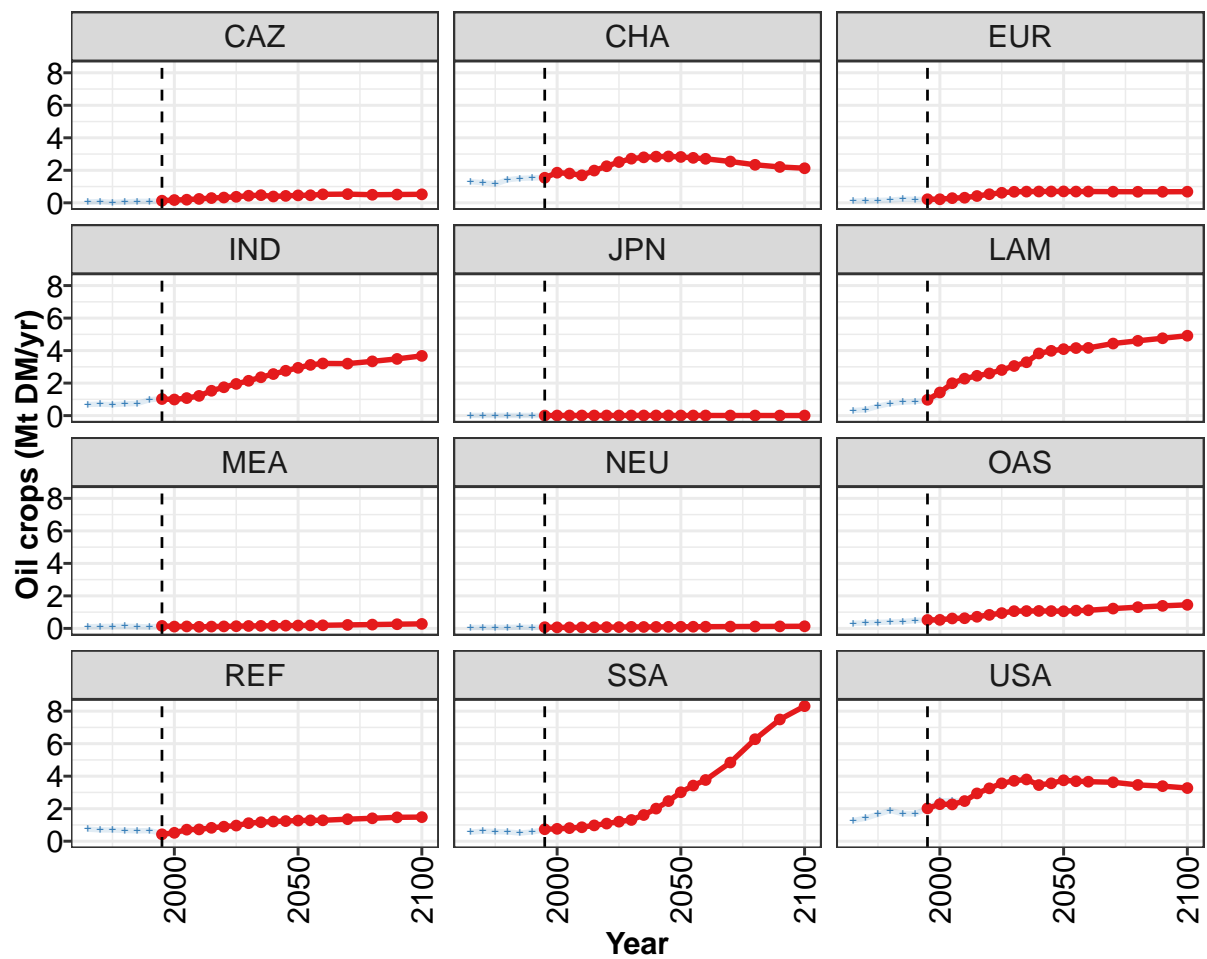 CAZ CHA EUR
8
6
4
2
0
IND JPN LAM
8
6
4
2
0
MEA NEU OAS
8
6
4
2
0
REF SSA USA
8
6
4
2
0
2000 2050 2100 2000 2050 2100 2000 2050 2100
Year
Oil crops (Mt DM/yr)